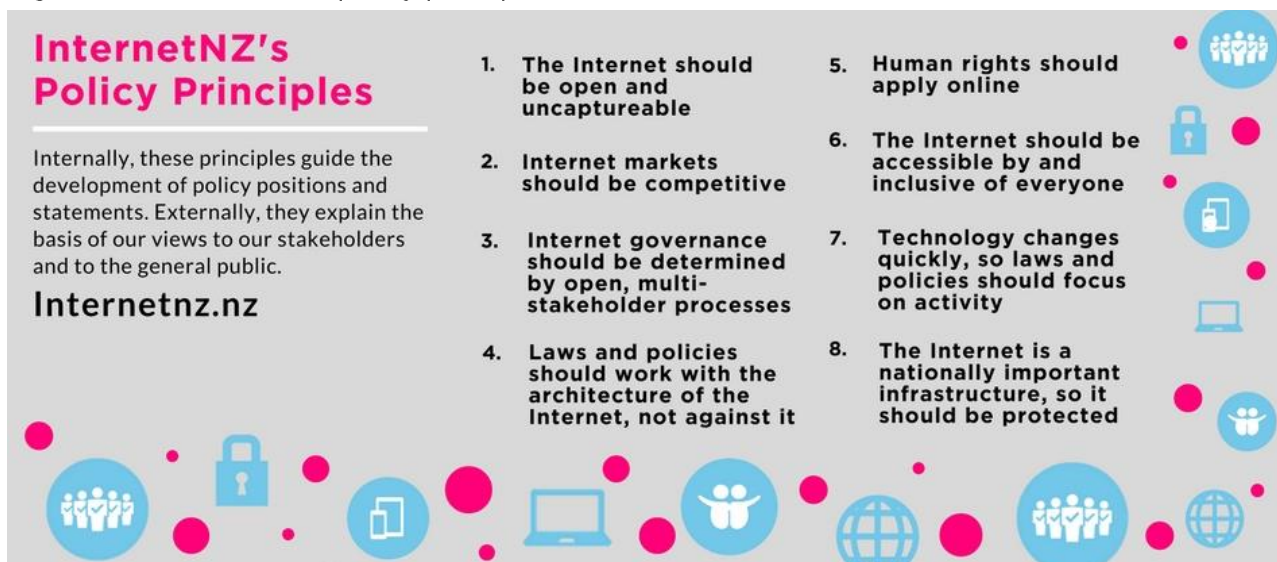 InternetNZ's
Policy Principles
Internally, these principles guide the
development of policy positions and
statements. Externally, they explain the
basis of our views to our stakeholders
and to the general public.
Internetnz.nz
1. The Internet should
be open and
uncaptureable
2. Internet markets
should be competitive
3. Internet governance
should be determined
by open, multi-
stakeholder processes
4. Laws and policies
should work with the
architecture of the
Internet, not against it
5. Human rights should
apply online
6. The Internet should be
accessible by and
inclusive of everyone
7. Technology changes
quickly, so laws and
policies should focus
on activity
8. The Internet is a
nationally important
infrastructure, so it
should be protected